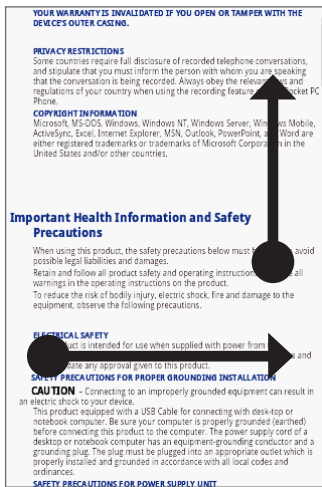 YOUR WARRANTY IS INVALIDATED IF YOU OPEN OR TAMPER WITH THE
DEVICE'S OUTER CASING.
PRIVACY RESTRICTIONS
Some countries require full disclosure of recorded telephone conversations,
and stipulate that you must inform the person with whom you are speaking
that the conversation is being recorded. Always obey the relevant laws and
regulations of your country when using the recording feature Pocket PC
Phone.
COPYRIGHT INFORMATION
Microsoft, MS-DOS, Windows, Windows NT, Windows Server, Windows Mobile,
ActiveSync, Excel, Internet Explorer, MSN, Outlook, PowerPoint, and Word are
either registered trademarks or trademarks of Microsoft Corporation in the
United States and/or other countries.
Important Health Information and Safety
Precautions
When using this product, the safety precautions below must avoid
possible legal liabilities and damages.
Retain and follow all product safety and operating instructions. all
warnings in the operating instructions on the product.
To reduce the risk of bodily injury, electric shock, fire and damage to the
equipment, observe the following precautions.
ELECTRICAL SAFETY
product is intended for use when supplied with power from
and
any approval given to this product.
SAFETY PRECAUTIONS FOR PROPER GROUNDING INSTALLATION
CAUTION – Connecting to an improperly grounded equipment can result in
an electric shock to your device.
This product equipped with a USB Cable for connecting with desk-top or
notebook computer. Be sure your computer is properly grounded (earthed)
before connecting this product to the computer. The power supply cord of a
desktop or notebook computer has an equipment-grounding conductor and a
grounding plug. The plug must be plugged into an appropriate outlet which is
properly installed and grounded in accordance with all local codes and
ordinances.
SAFETY PRECAUTIONS FOR POWER SUPPLY UNIT